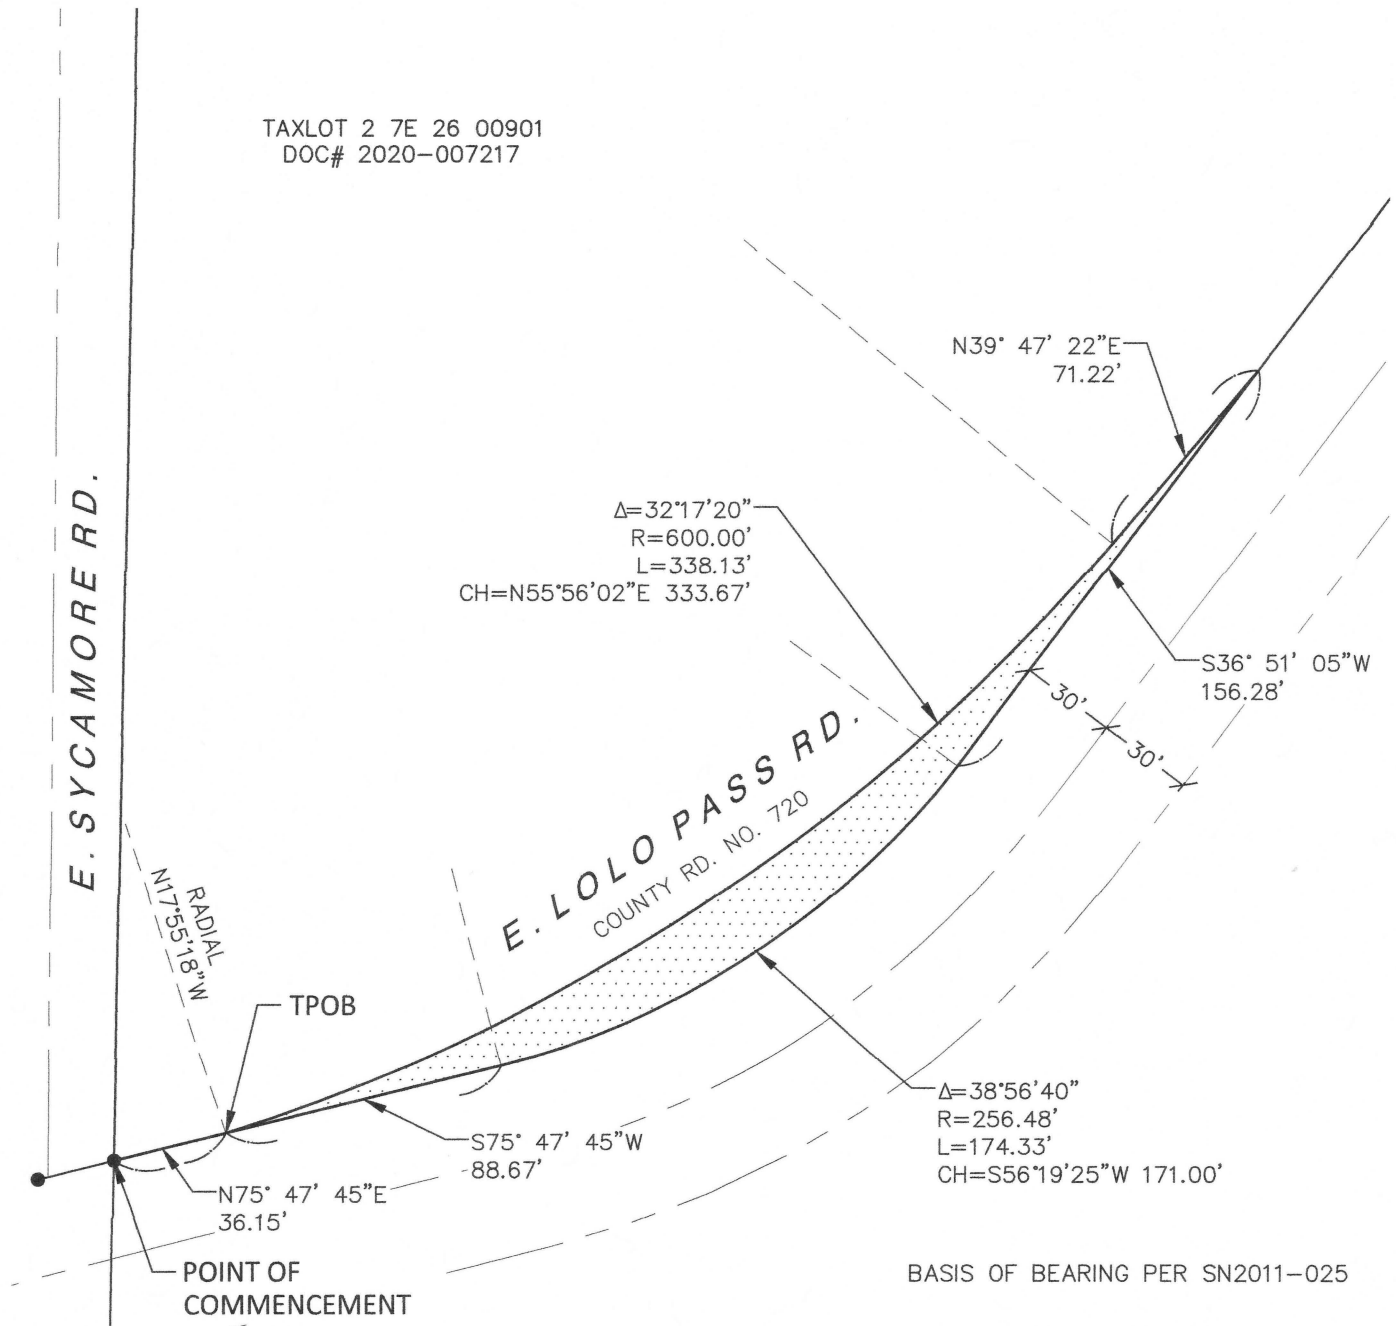 TAXLOT 2 7E 26 00901
DOC# 2020-007217
N39° 47' 22"E
71.22'
Δ=32°17'20"
R=600.00'
L=338.13'
CH=N55°56'02"E 333.67'
S36° 51' 05"W
156.28'
30'
30'
E. SYCAMORE RD.
E. LOLO PASS RD.
COUNTY RD. NO. 720
RADIAL
N17°55'18"W
TPOB
S75° 47' 45"W
88.67'
N75° 47' 45"E
36.15'
Δ=38°56'40"
R=256.48'
L=174.33'
CH=S56°19'25"W 171.00'
POINT OF
COMMENCEMENT
BASIS OF BEARING PER SN2011-025